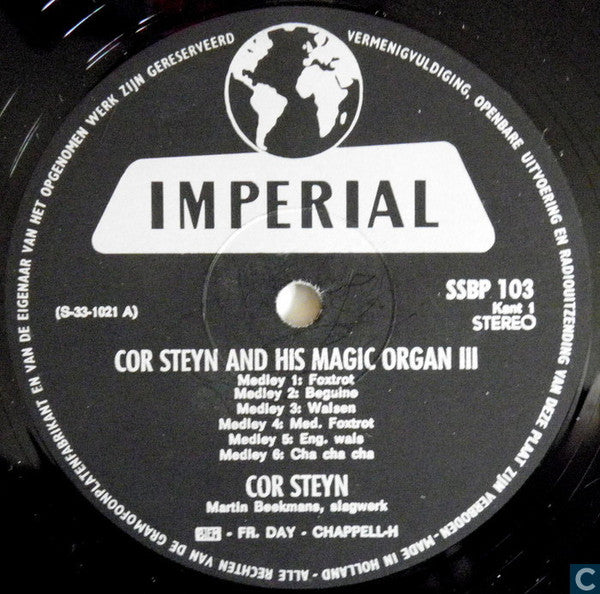 ALLE RECHTEN VAN DE GRAMOFOONPLATENFABRIKANT EN VAN DE EIGENAAR VAN HET OPGENOMEN WERK ZIJN GERESERVEERD
VERMENIGVULDIGING, OPENBARE UITVOERING EN RADIOUITZENDING VAN DEZE PLAAT ZIJN VERBODEN - MADE IN HOLLAND -
IMPERIAL
SSBP 103
Kant 1
(S-33-1021 A)
STEREO
COR STEYN AND HIS MAGIC ORGAN III
Medley 1: Foxtrot
Medley 2: Beguine
Medley 3: Walsen
Medley 4: Med. Foxtrot
Medley 5: Eng. wals
Medley 6: Cha cha cha
COR STEYN
Martin Beekmans, slagwerk
- FR. DAY - CHAPPELL-H
C